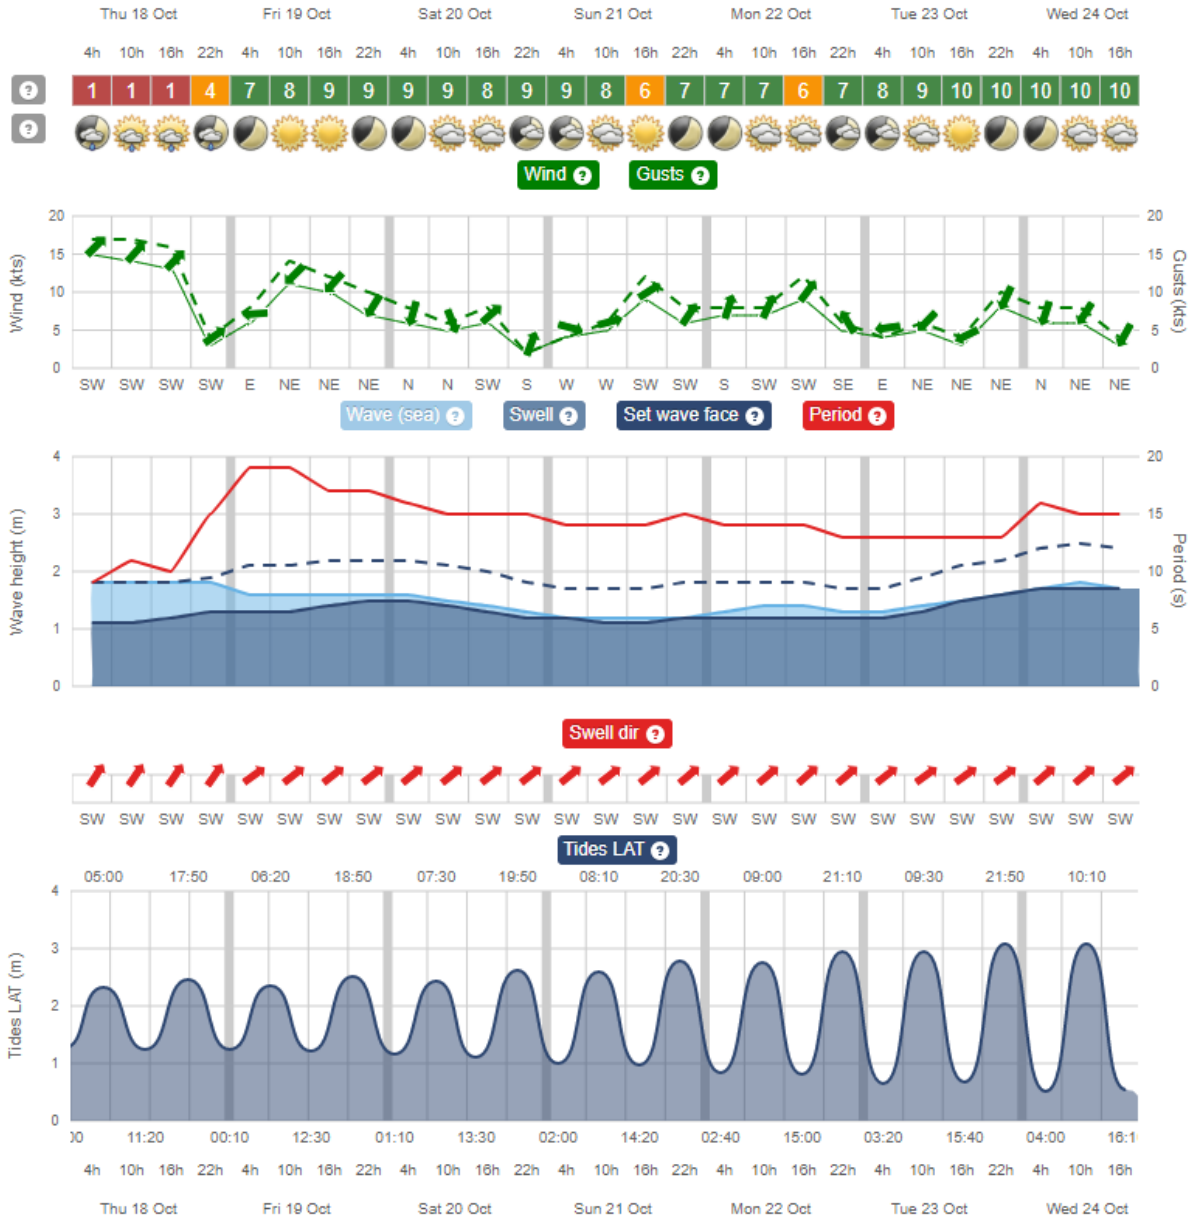 Thu 18 Oct Fri 19 Oct Sat 20 Oct Sun 21 Oct Mon 22 Oct Tue 23 Oct Wed 24 Oct
4h 10h 16h 22h 4h 10h 16h 22h 4h 10h 16h 22h 4h 10h 16h 22h 4h 10h 16h 22h 4h 10h 16h 22h 4h 10h 16h
? 1 1 1 4 7 8 9 9 9 9 8 9 9 8 6 7 7 7 6 7 8 9 10 10 10 10 10
?
Wind ? Gusts ?
20 20
15 15
10 10
5 5
0 0
Wind (kts)
Gusts (kts)
SW SW SW SW E NE NE NE N N SW S W W SW SW S SW SW SE E NE NE NE N NE NE
Wave (sea) ? Swell ? Set wave face ? Period ?
4 20
3 15
2 10
1 5
0 0
Wave height (m)
Period (s)
Swell dir ?
SW SW SW SW SW SW SW SW SW SW SW SW SW SW SW SW SW SW SW SW SW SW SW SW SW SW SW
Tides LAT ?
05:00 17:50 06:20 18:50 07:30 19:50 08:10 20:30 09:00 21:10 09:30 21:50 10:10
4
3
2
1
0
Tides LAT (m)
00 11:20 00:10 12:30 01:10 13:30 02:00 14:20 02:40 15:00 03:20 15:40 04:00 16:1
4h 10h 16h 22h 4h 10h 16h 22h 4h 10h 16h 22h 4h 10h 16h 22h 4h 10h 16h 22h 4h 10h 16h 22h 4h 10h 16h
Thu 18 Oct Fri 19 Oct Sat 20 Oct Sun 21 Oct Mon 22 Oct Tue 23 Oct Wed 24 Oct